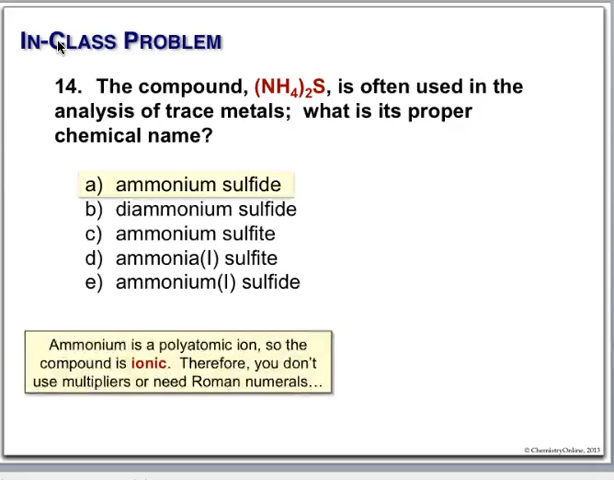 IN-CLASS PROBLEM
14. The compound, (NH4)2S, is often used in the
analysis of trace metals; what is its proper
chemical name?
a) ammonium sulfide
b) diammonium sulfide
c) ammonium sulfite
d) ammonia(I) sulfite
e) ammonium(I) sulfide
Ammonium is a polyatomic ion, so the
compound is ionic. Therefore, you don't
use multipliers or need Roman numerals…
© ChemistryOnline, 2013